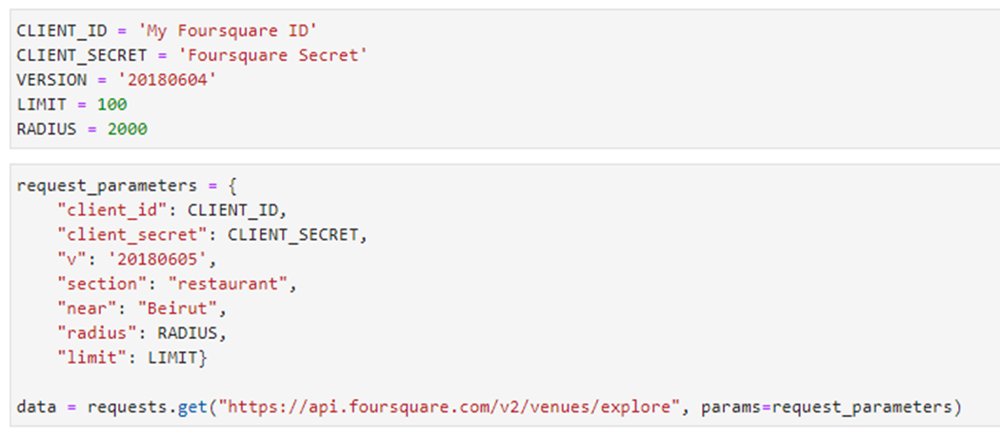 CLIENT_ID = 'My Foursquare ID'
CLIENT_SECRET = 'Foursquare Secret'
VERSION = '20180604'
LIMIT = 100
RADIUS = 2000
request_parameters = {
    "client_id": CLIENT_ID,
    "client_secret": CLIENT_SECRET,
    "v": '20180605',
    "section": "restaurant",
    "near": "Beirut",
    "radius": RADIUS,
    "limit": LIMIT}
data = requests.get("https://api.foursquare.com/v2/venues/explore", params=request_parameters)